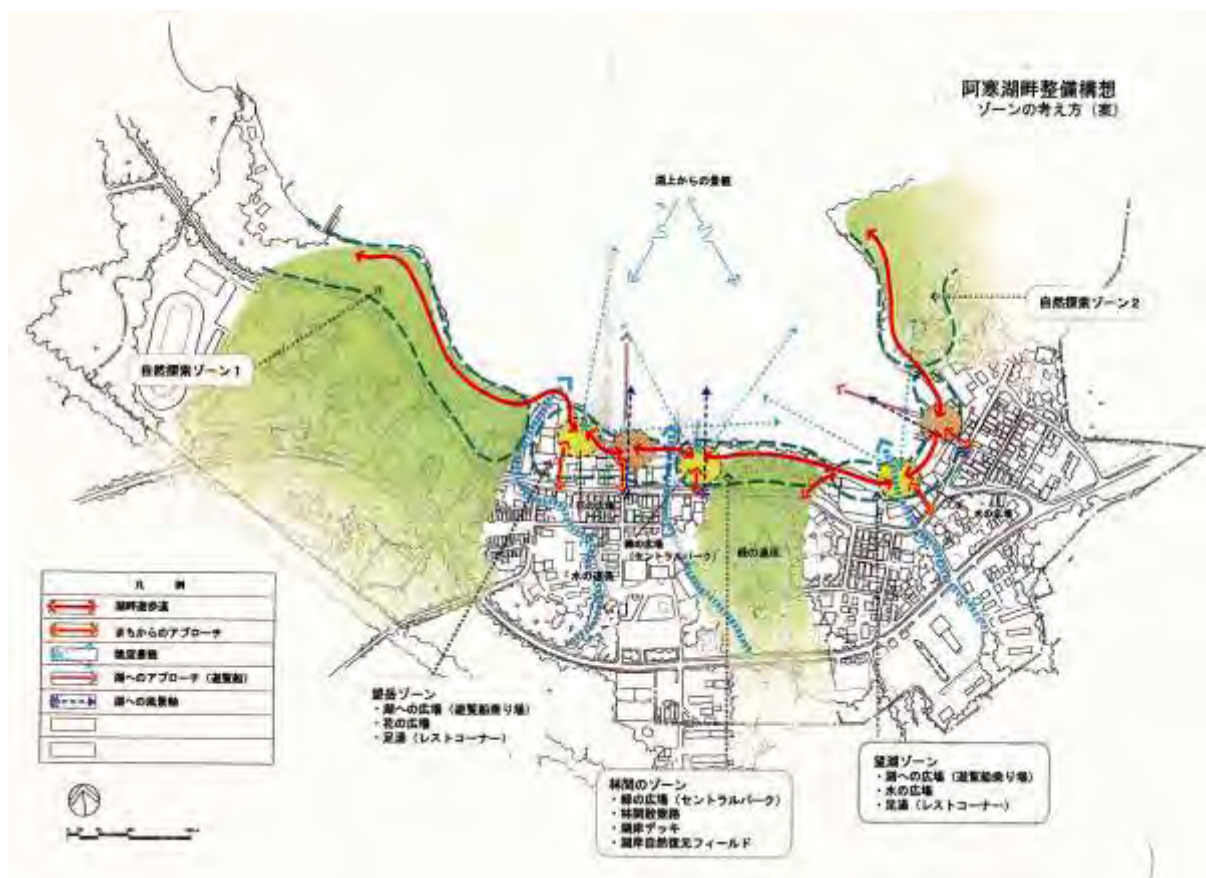 阿寒湖畔整備構想
ゾーンの考え方（案）
湖上からの景観
自然探索ゾーン2
自然探索ゾーン1
花の広場
水の広場
緑の広場
（セントラルパーク）
緑の遊床
凡 例
湖畔遊歩道
まちからのアプローチ
湖へのアプローチ（遊覧船）
湖への風景軸
望岳ゾーン
・湖への広場（遊覧船乗り場）
・花の広場
・足湯（レストコーナー）
林間のゾーン
・緑の広場（セントラルパーク）
・林間散策路
・湖岸デッキ
・湖岸自然復元フィールド
望湖ゾーン
・湖への広場（遊覧船乗り場）
・水の広場
・足湯（レストコーナー）